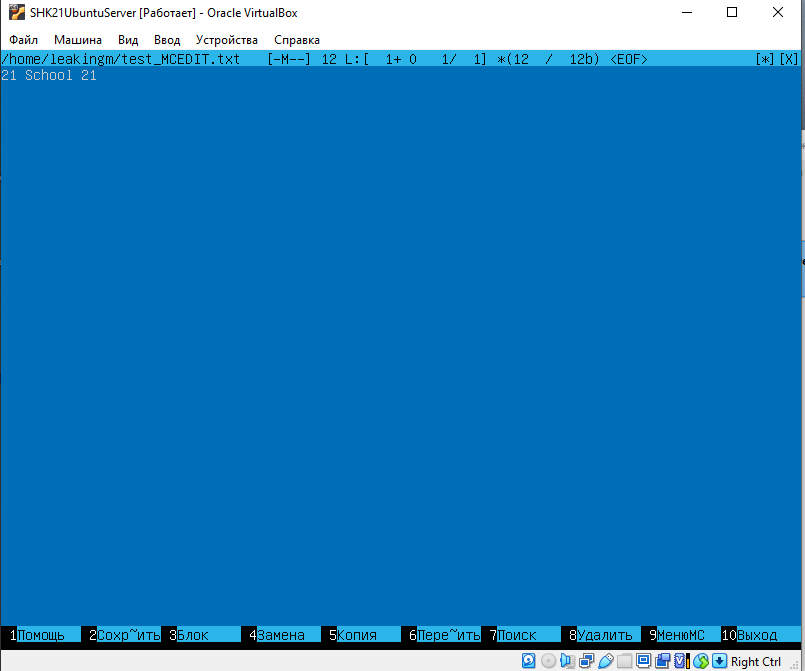 SHK21UbuntuServer [Работает] - Oracle VirtualBox
Файл Машина Вид Ввод Устройства Справка
/home/leakingm/test_MCEDIT.txt [-M--] 12 L:[ 1+ 0 1/ 1] *(12 / 12b) <EOF> [*][X]
21 School 21
1Помощь 2Сохр~ить 3Блок 4Замена 5Копия 6Пере~ить 7Поиск 8Удалить 9МенюMC 10Выход
Right Ctrl